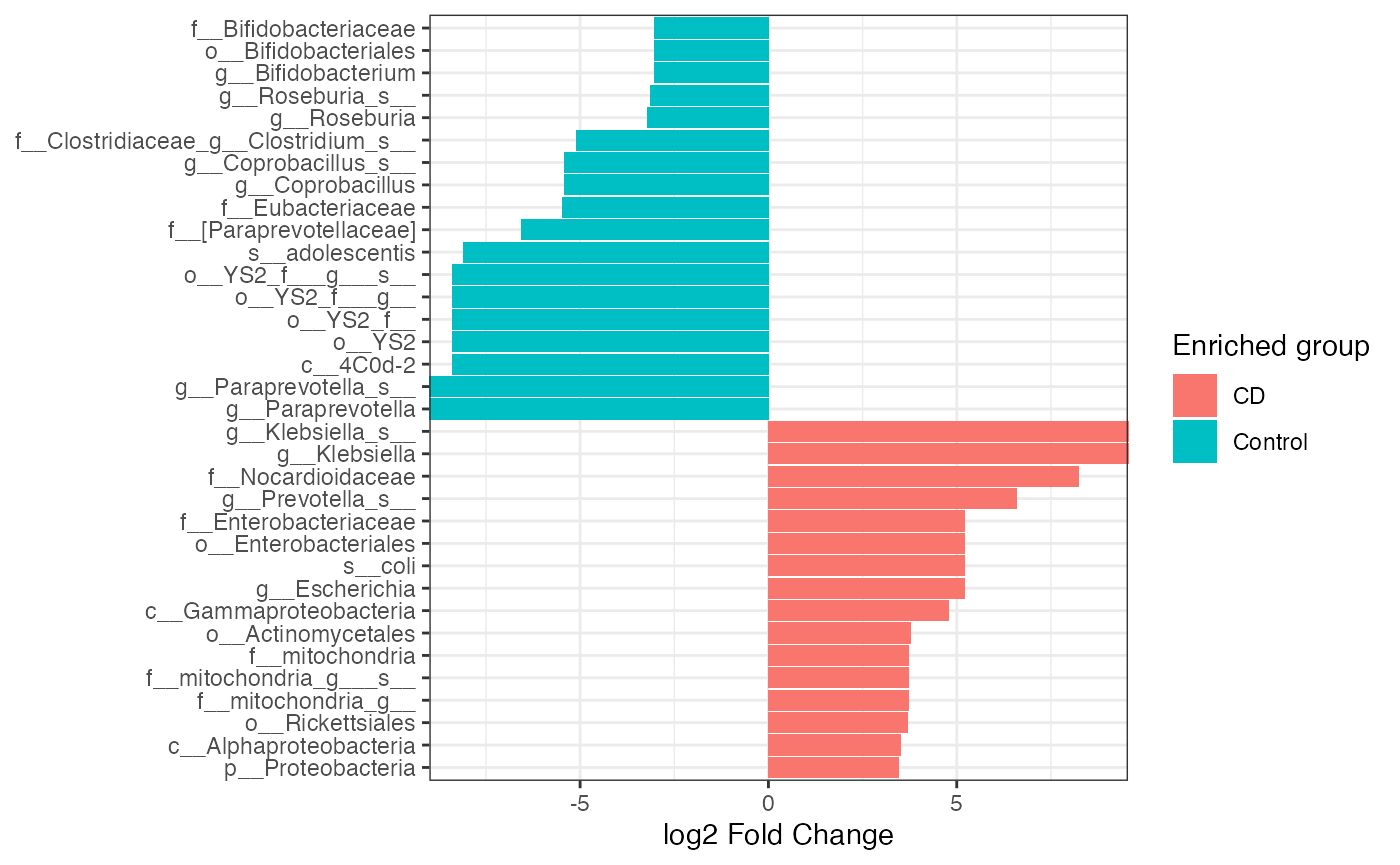 f__Bifidobacteriaceae
o__Bifidobacteriales
g__Bifidobacterium
g__Roseburia_s__
g__Roseburia
f__Clostridiaceae_g__Clostridium_s__
g__Coprobacillus_s__
g__Coprobacillus
f__Eubacteriaceae
f__[Paraprevotellaceae]
s__adolescentis
o__YS2_f___g___s__
o__YS2_f___g__
o__YS2_f__
o__YS2
c__4C0d-2
g__Paraprevotella_s__
g__Paraprevotella
g__Klebsiella_s__
g__Klebsiella
f__Nocardioidaceae
g__Prevotella_s__
f__Enterobacteriaceae
o__Enterobacteriales
s__coli
g__Escherichia
c__Gammaproteobacteria
o__Actinomycetales
f__mitochondria
f__mitochondria_g___s__
f__mitochondria_g__
o__Rickettsiales
c__Alphaproteobacteria
p__Proteobacteria
-5 0 5
log2 Fold Change
Enriched group
CD
Control